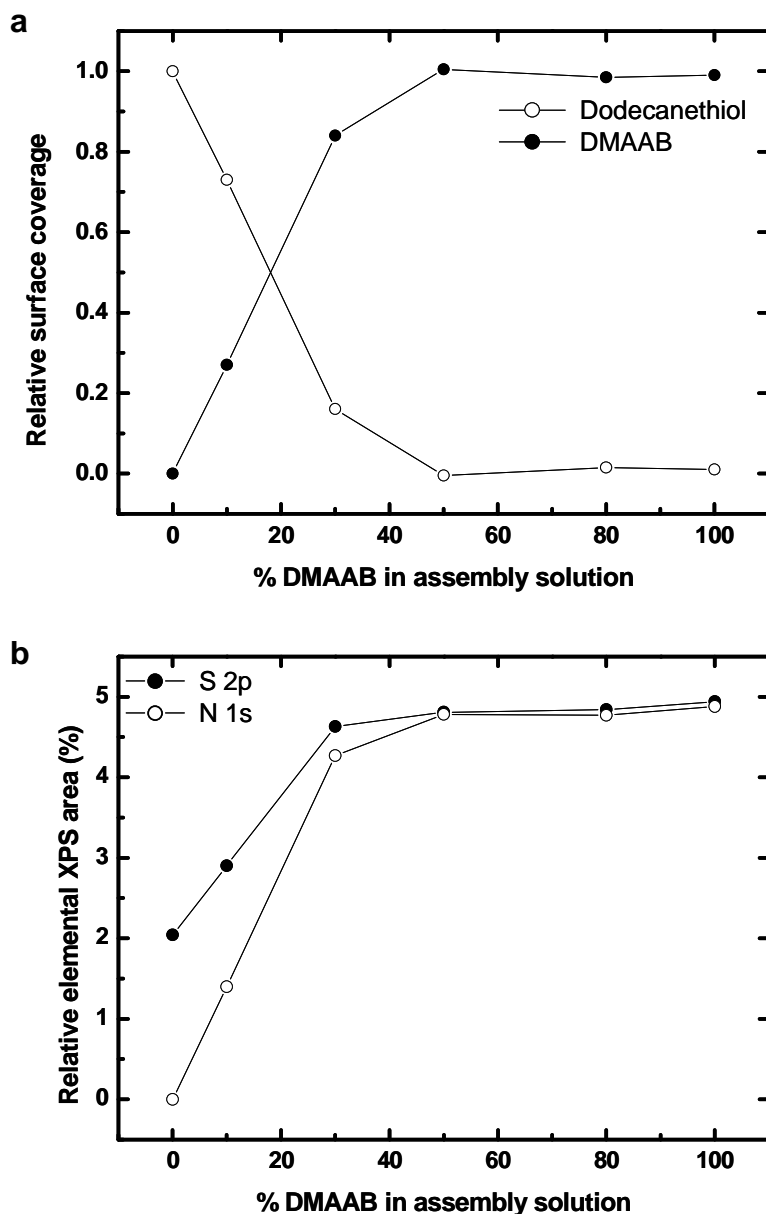 a
1.0
0.8
0.6
0.4
0.2
0.0
Relative surface coverage
Dodecanethiol
DMAAB
0 20 40 60 80 100
% DMAAB in assembly solution
b
5
4
3
2
1
0
Relative elemental XPS area (%)
S 2p
N 1s
0 20 40 60 80 100
% DMAAB in assembly solution